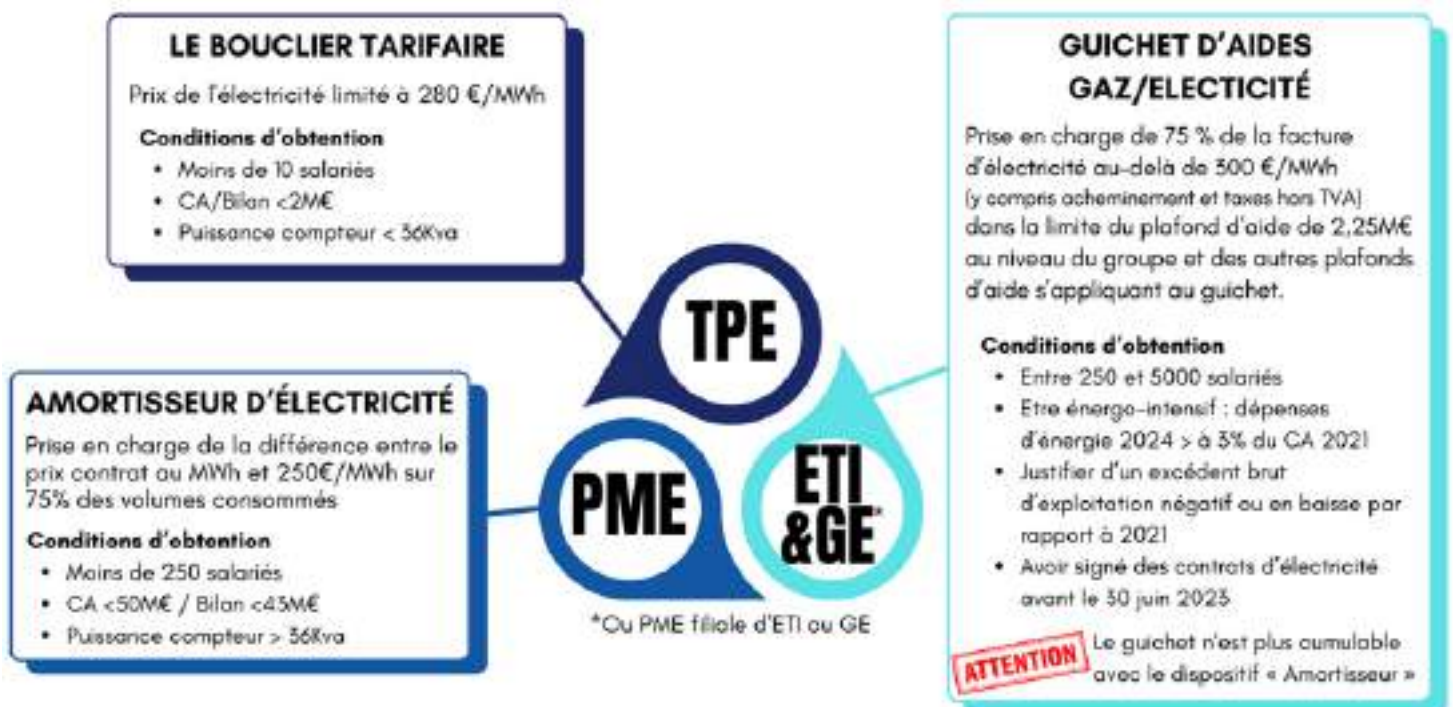 LE BOUCLIER TARIFAIRE
Prix de l'électricité limité à 280 €/MWh
Conditions d'obtention
• Moins de 10 salariés
• CA/Bilan <2M€
• Puissance compteur < 36Kva
AMORTISSEUR D'ÉLECTRICITÉ
Prise en charge de la différence entre le
prix contrat au MWh et 250€/MWh sur
75% des volumes consommés
Conditions d'obtention
• Moins de 250 salariés
• CA <50M€ / Bilan <43M€
• Puissance compteur > 36Kva
TPE
PME
ETI
&GE*
*Ou PME filiale d'ETI ou GE
GUICHET D'AIDES
GAZ/ELECTICITÉ
Prise en charge de 75 % de la facture
d'électricité au-delà de 300 €/MWh
(y compris acheminement et taxes hors TVA)
dans la limite du plafond d'aide de 2,25M€
au niveau du groupe et des autres plafonds
d'aide s'appliquant au guichet.
Conditions d'obtention
• Entre 250 et 5000 salariés
• Etre énergo-intensif : dépenses
d'énergie 2024 > à 3% du CA 2021
• Justifier d'un excédent brut
d'exploitation négatif ou en baisse par
rapport à 2021
• Avoir signé des contrats d'électricité
avant le 30 juin 2023
ATTENTION
Le guichet n'est plus cumulable
avec le dispositif « Amortisseur »